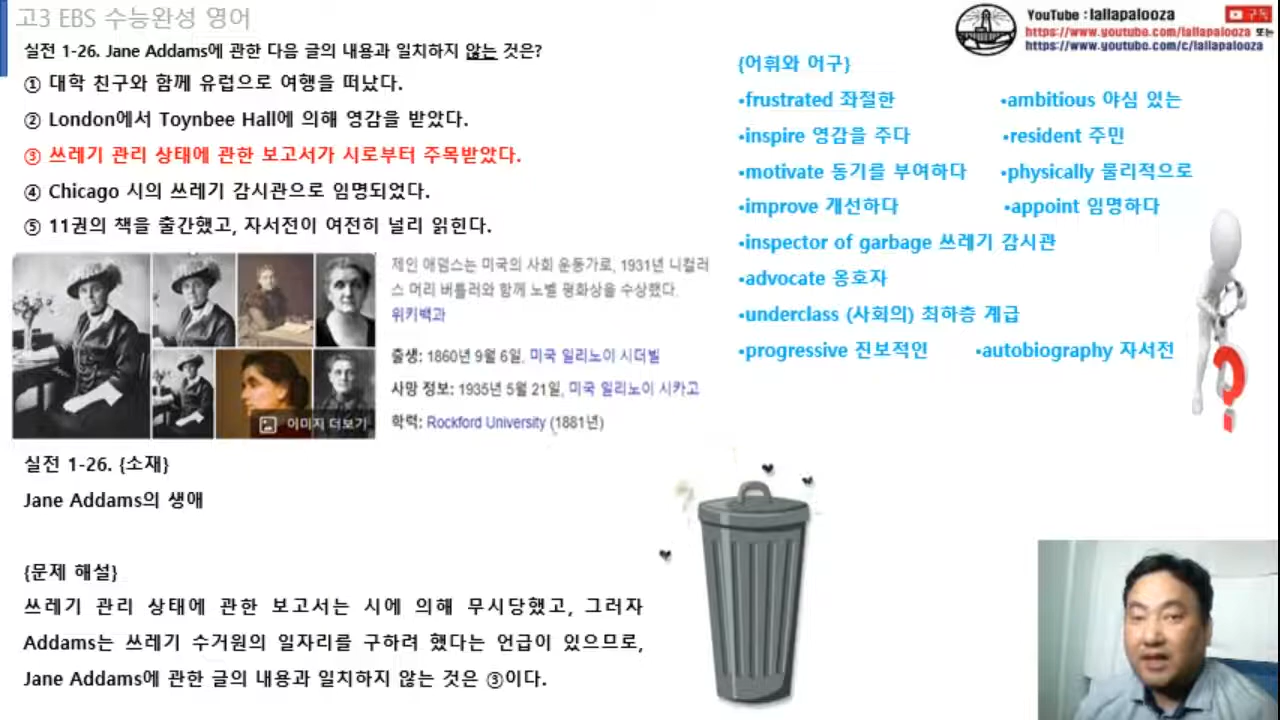 고3 EBS 수능완성 영어
YouTube : lallapalooza
구독
https://www.youtube.com/lallapalooza 또는
https://www.youtube.com/c/lallapalooza
실전 1-26. Jane Addams에 관한 다음 글의 내용과 일치하지 않는 것은?
① 대학 친구와 함께 유럽으로 여행을 떠났다.
② London에서 Toynbee Hall에 의해 영감을 받았다.
③ 쓰레기 관리 상태에 관한 보고서가 시로부터 주목받았다.
④ Chicago 시의 쓰레기 감시관으로 임명되었다.
⑤ 11권의 책을 출간했고, 자서전이 여전히 널리 읽힌다.
{어휘와 어구}
•frustrated 좌절한 •ambitious 야심 있는
•inspire 영감을 주다 •resident 주민
•motivate 동기를 부여하다 •physically 물리적으로
•improve 개선하다 •appoint 임명하다
•inspector of garbage 쓰레기 감시관
•advocate 옹호자
•underclass (사회의) 최하층 계급
•progressive 진보적인 •autobiography 자서전
이미지 더보기
제인 애덤스는 미국의 사회 운동가로, 1931년 니컬러
스 머리 버틀러와 함께 노벨 평화상을 수상했다.
위키백과
출생: 1860년 9월 6일, 미국 일리노이 시더빌
사망 정보: 1935년 5월 21일, 미국 일리노이 시카고
학력: Rockford University (1881년)
실전 1-26. {소재}
Jane Addams의 생애
{문제 해설}
쓰레기 관리 상태에 관한 보고서는 시에 의해 무시당했고, 그러자
Addams는 쓰레기 수거원의 일자리를 구하려 했다는 언급이 있으므로,
Jane Addams에 관한 글의 내용과 일치하지 않는 것은 ③이다.